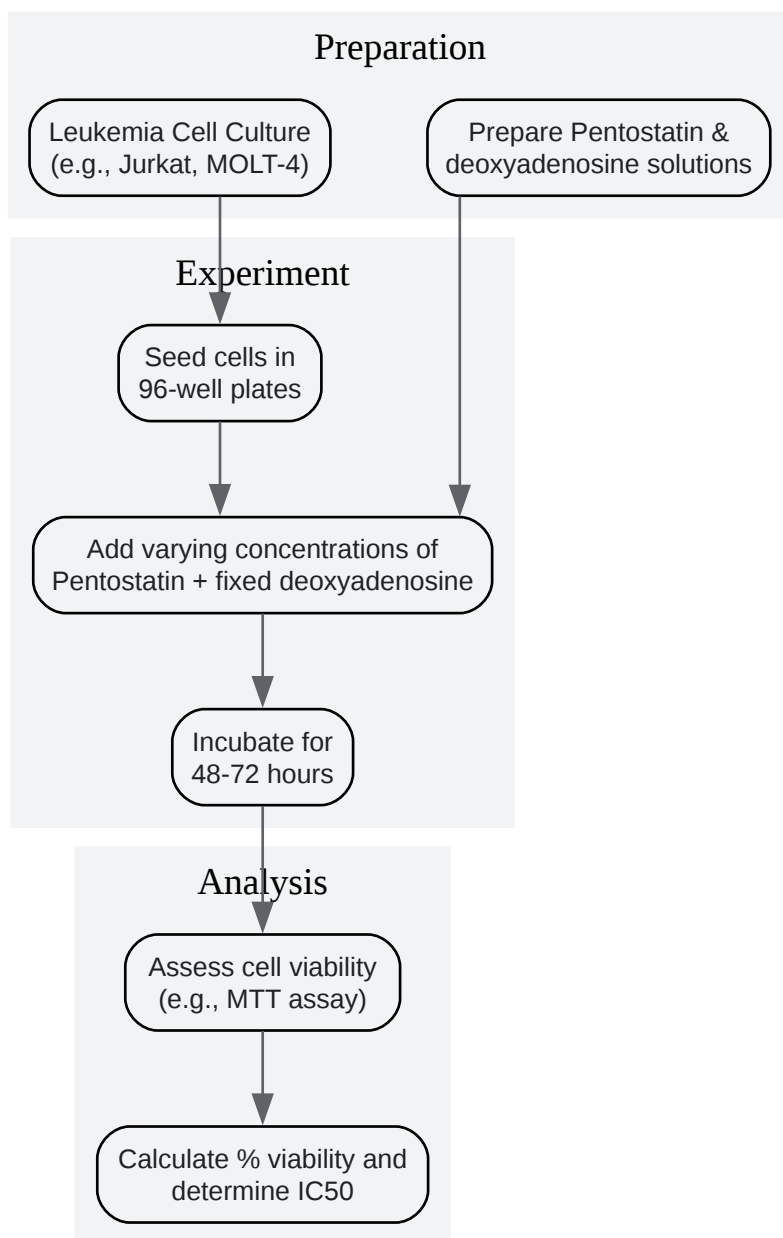 Preparation
Leukemia Cell Culture
(e.g., Jurkat, MOLT-4)
Prepare Pentostatin &
deoxyadenosine solutions
Experiment
Seed cells in
96-well plates
Add varying concentrations of
Pentostatin + fixed deoxyadenosine
Incubate for
48-72 hours
Analysis
Assess cell viability
(e.g., MTT assay)
Calculate % viability and
determine IC50